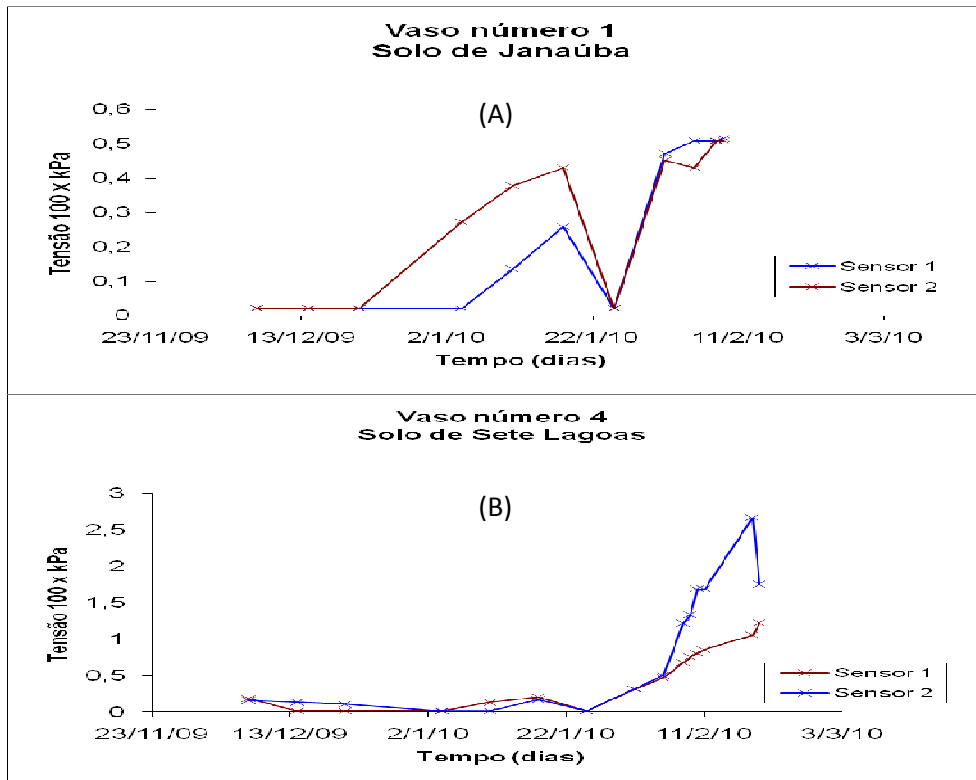 Vaso número 1
Solo de Janaúba
(A)
0,6
0,5
0,4
0,3
0,2
0,1
0
Tensão 100 x kPa
Sensor 1
Sensor 2
23/11/09 13/12/09 2/1/10 22/1/10 11/2/10 3/3/10
Tempo (dias)
Vaso número 4
Solo de Sete Lagoas
(B)
3
2,5
2
1,5
1
0,5
0
Tensão 100 x kPa
Sensor 1
Sensor 2
23/11/09 13/12/09 2/1/10 22/1/10 11/2/10 3/3/10
Tempo (dias)